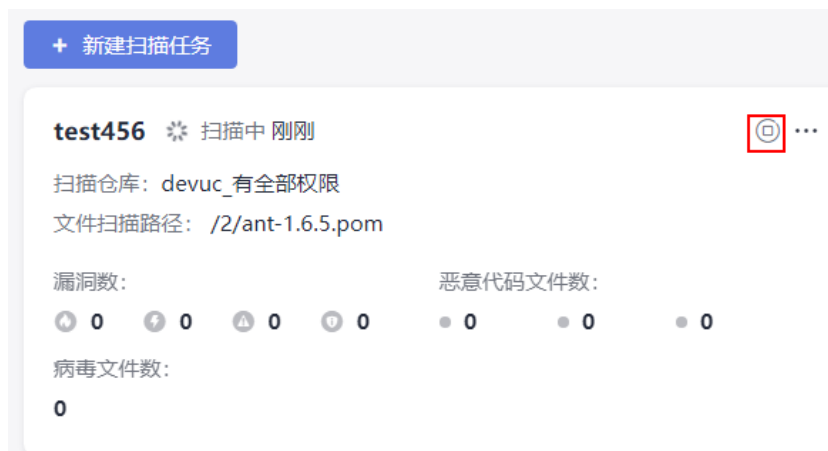 + 新建扫描任务
test456 扫描中 刚刚
扫描仓库：devuc_有全部权限
文件扫描路径： /2/ant-1.6.5.pom
漏洞数： 恶意代码文件数：
0 0 0 0 0 0 0
病毒文件数：
0